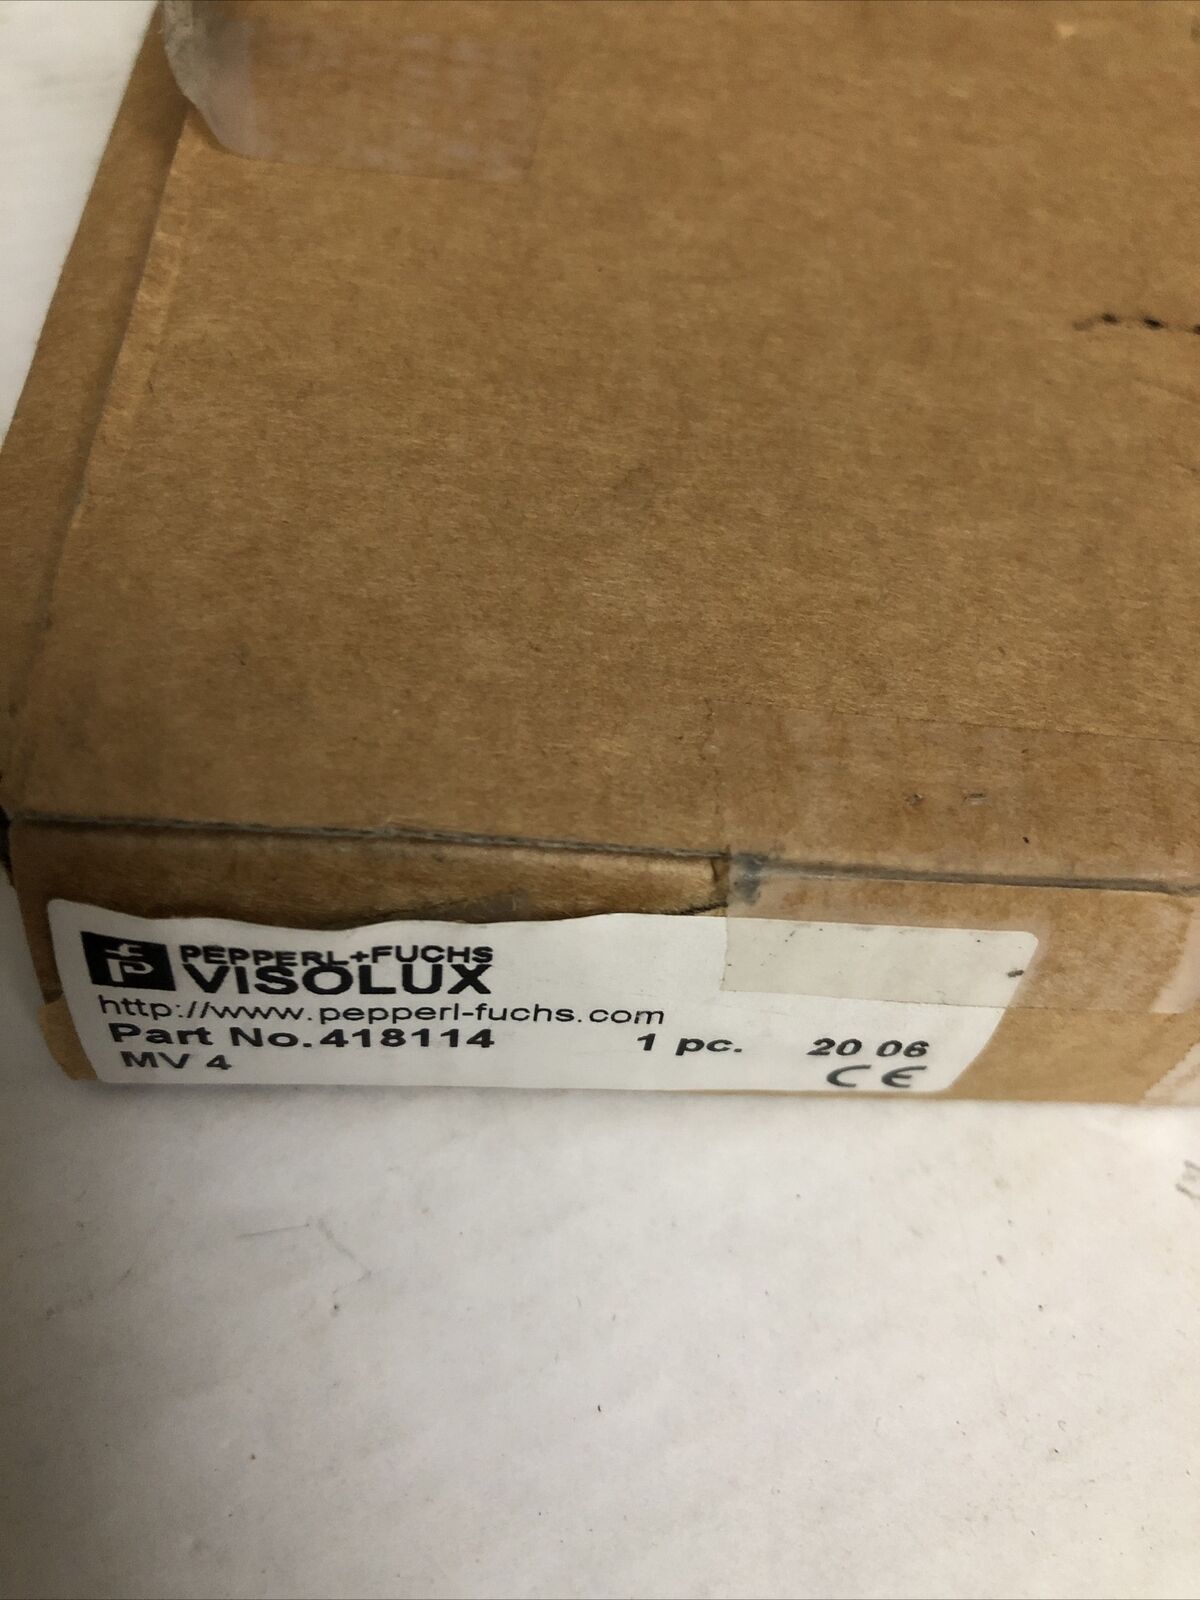 PEPPERL+FUCHS
VISOLUX
http://www.pepperl-fuchs.com
Part No.418114 1 pc. 20 06
MV 4 CE